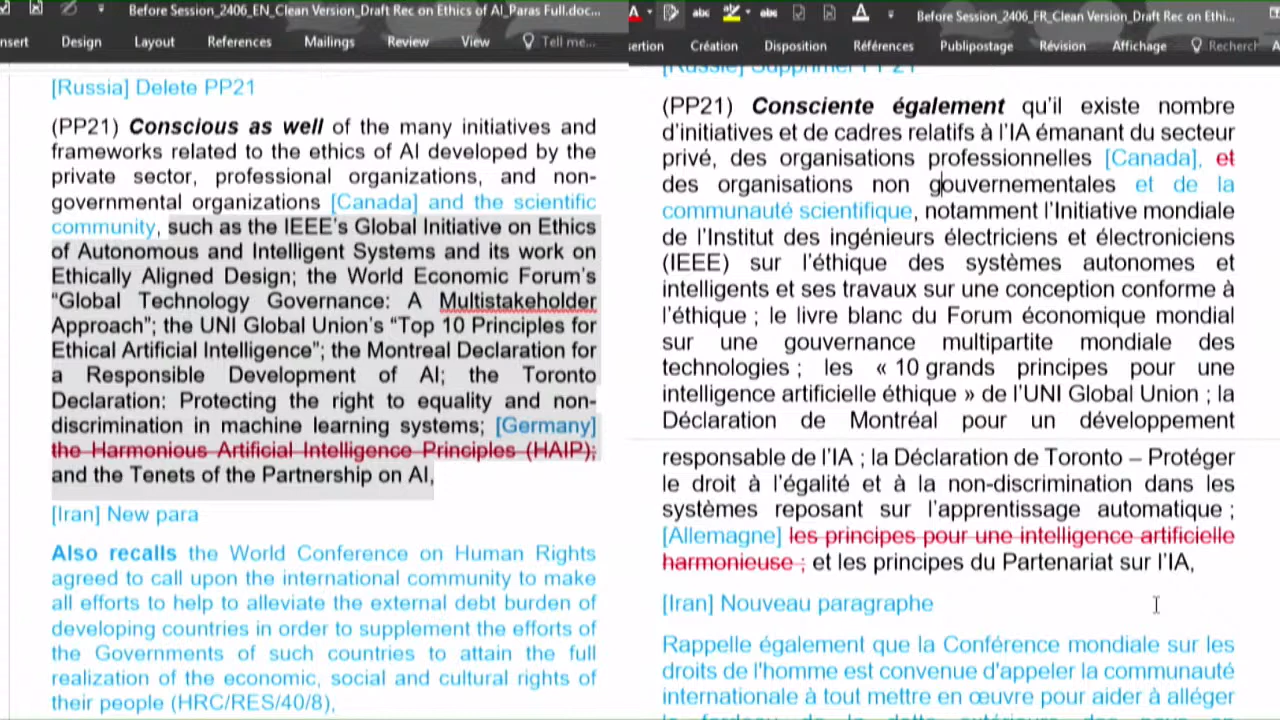 Before Session_2406_EN_Clean Version_Draft Rec on Ethics of AI_Paras Full.doc...
nsert Design Layout References Mailings Review View Tell me...
[Russia] Delete PP21
(PP21) Conscious as well of the many initiatives and
frameworks related to the ethics of AI developed by the
private sector, professional organizations, and non-
governmental organizations [Canada] and the scientific
community, such as the IEEE's Global Initiative on Ethics
of Autonomous and Intelligent Systems and its work on
Ethically Aligned Design; the World Economic Forum's
“Global Technology Governance: A Multistakeholder
Approach”; the UNI Global Union's “Top 10 Principles for
Ethical Artificial Intelligence”; the Montreal Declaration for
a Responsible Development of AI; the Toronto
Declaration: Protecting the right to equality and non-
discrimination in machine learning systems; [Germany]
the Harmonious Artificial Intelligence Principles (HAIP);
and the Tenets of the Partnership on AI,
[Iran] New para
Also recalls the World Conference on Human Rights
agreed to call upon the international community to make
all efforts to help to alleviate the external debt burden of
developing countries in order to supplement the efforts of
the Governments of such countries to attain the full
realization of the economic, social and cultural rights of
their people (HRC/RES/40/8),
Before Session_2406_FR_Clean Version_Draft Rec on Ethi...
sertion Création Disposition Références Publipostage Révision Affichage Recherc
[Russie] Supprimer PP21
(PP21) Consciente également qu'il existe nombre
d'initiatives et de cadres relatifs à l'IA émanant du secteur
privé, des organisations professionnelles [Canada], et
des organisations non gouvernementales et de la
communauté scientifique, notamment l'Initiative mondiale
de l'Institut des ingénieurs électriciens et électroniciens
(IEEE) sur l'éthique des systèmes autonomes et
intelligents et ses travaux sur une conception conforme à
l'éthique ; le livre blanc du Forum économique mondial
sur une gouvernance multipartite mondiale des
technologies ; les « 10 grands principes pour une
intelligence artificielle éthique » de l'UNI Global Union ; la
Déclaration de Montréal pour un développement
responsable de l'IA ; la Déclaration de Toronto – Protéger
le droit à l'égalité et à la non-discrimination dans les
systèmes reposant sur l'apprentissage automatique ;
[Allemagne] les principes pour une intelligence artificielle
harmonieuse ; et les principes du Partenariat sur l'IA,
[Iran] Nouveau paragraphe
Rappelle également que la Conférence mondiale sur les
droits de l'homme est convenue d'appeler la communauté
internationale à tout mettre en œuvre pour aider à alléger